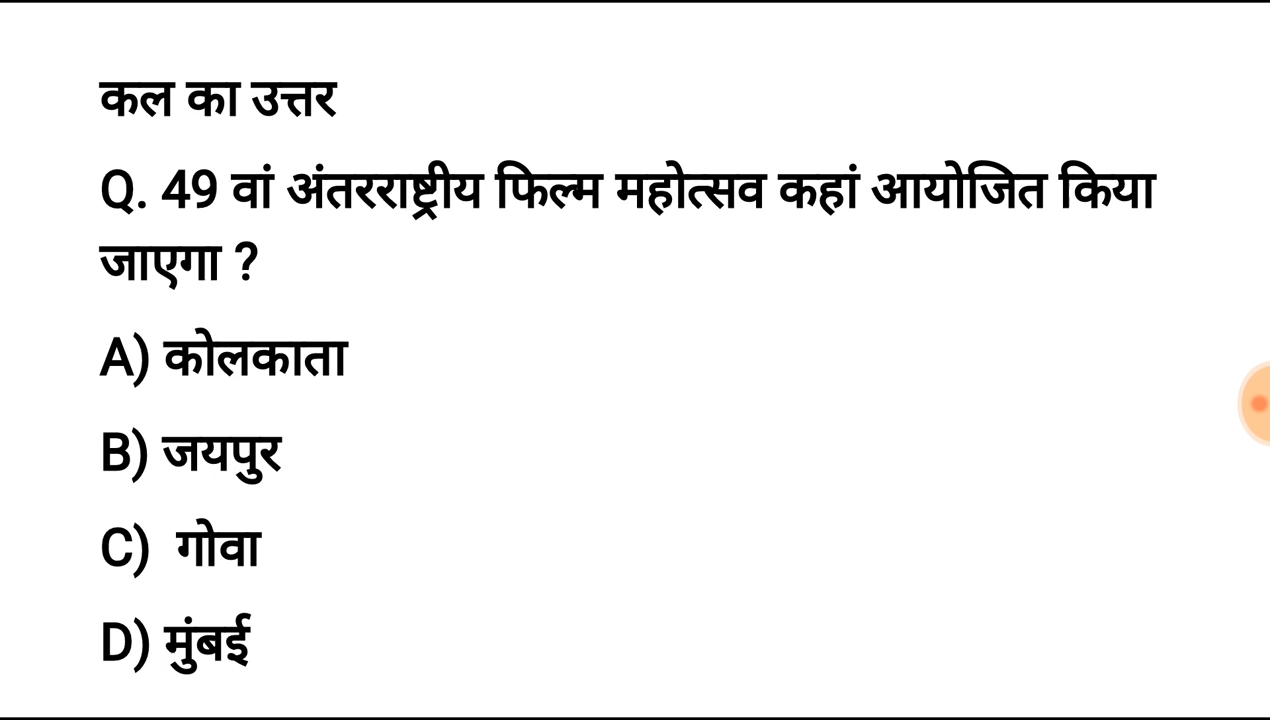 कल का उत्तर
Q. 49 वां अंतरराष्ट्रीय फिल्म महोत्सव कहां आयोजित किया
जाएगा ?
A) कोलकाता
B) जयपुर
C) गोवा
D) मुंबई